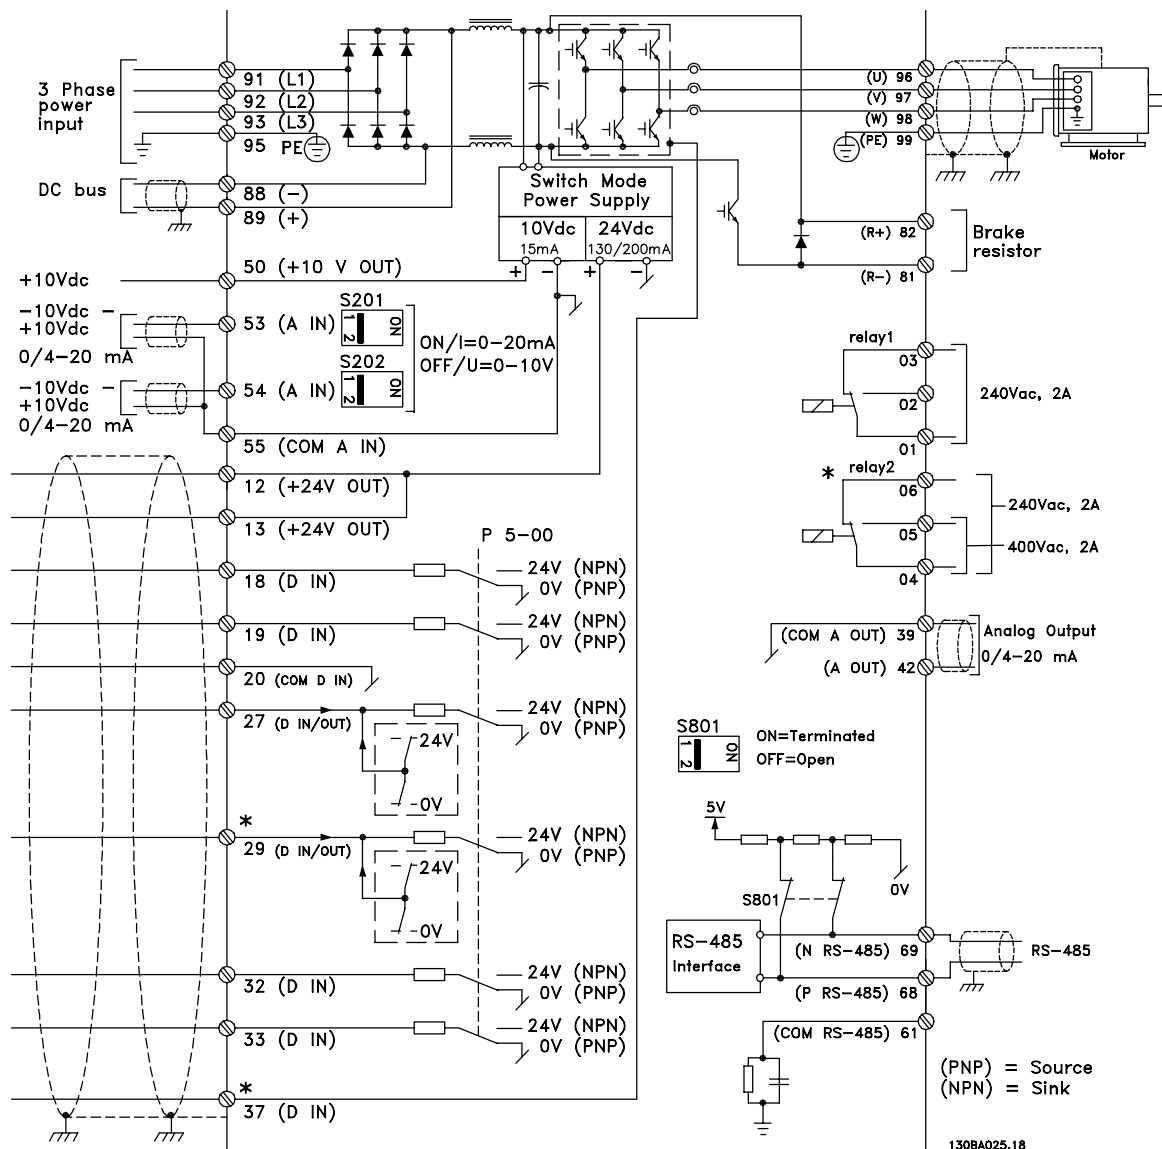 3 Phase
power
input
91 (L1)
92 (L2)
93 (L3)
95 PE
DC bus
88 (−)
89 (+)
Switch Mode
Power Supply
10Vdc
15mA
24Vdc
130/200mA
+ − + −
(U) 96
(V) 97
(W) 98
(PE) 99
Motor
(R+) 82
(R−) 81
Brake
resistor
+10Vdc
50 (+10 V OUT)
−10Vdc −
+10Vdc
0/4−20 mA
53 (A IN)
S201
1 2
ON
ON/I=0−20mA
OFF/U=0−10V
−10Vdc −
+10Vdc
0/4−20 mA
54 (A IN)
S202
1 2
ON
55 (COM A IN)
12 (+24V OUT)
13 (+24V OUT)
relay1
03
02
01
240Vac, 2A
*
relay2
06
05
04
240Vac, 2A
400Vac, 2A
P 5−00
18 (D IN)
24V (NPN)
0V (PNP)
19 (D IN)
24V (NPN)
0V (PNP)
20 (COM D IN)
27 (D IN/OUT)
24V (NPN)
0V (PNP)
24V
0V
*
29 (D IN/OUT)
24V (NPN)
0V (PNP)
24V
0V
32 (D IN)
24V (NPN)
0V (PNP)
33 (D IN)
24V (NPN)
0V (PNP)
*
37 (D IN)
(COM A OUT) 39
(A OUT) 42
Analog Output
0/4−20 mA
S801
1 2
ON
ON=Terminated
OFF=Open
5V
0V
S801
RS−485
Interface
(N RS−485) 69
(P RS−485) 68
RS−485
(COM RS−485) 61
(PNP) = Source
(NPN) = Sink
130BA025.18